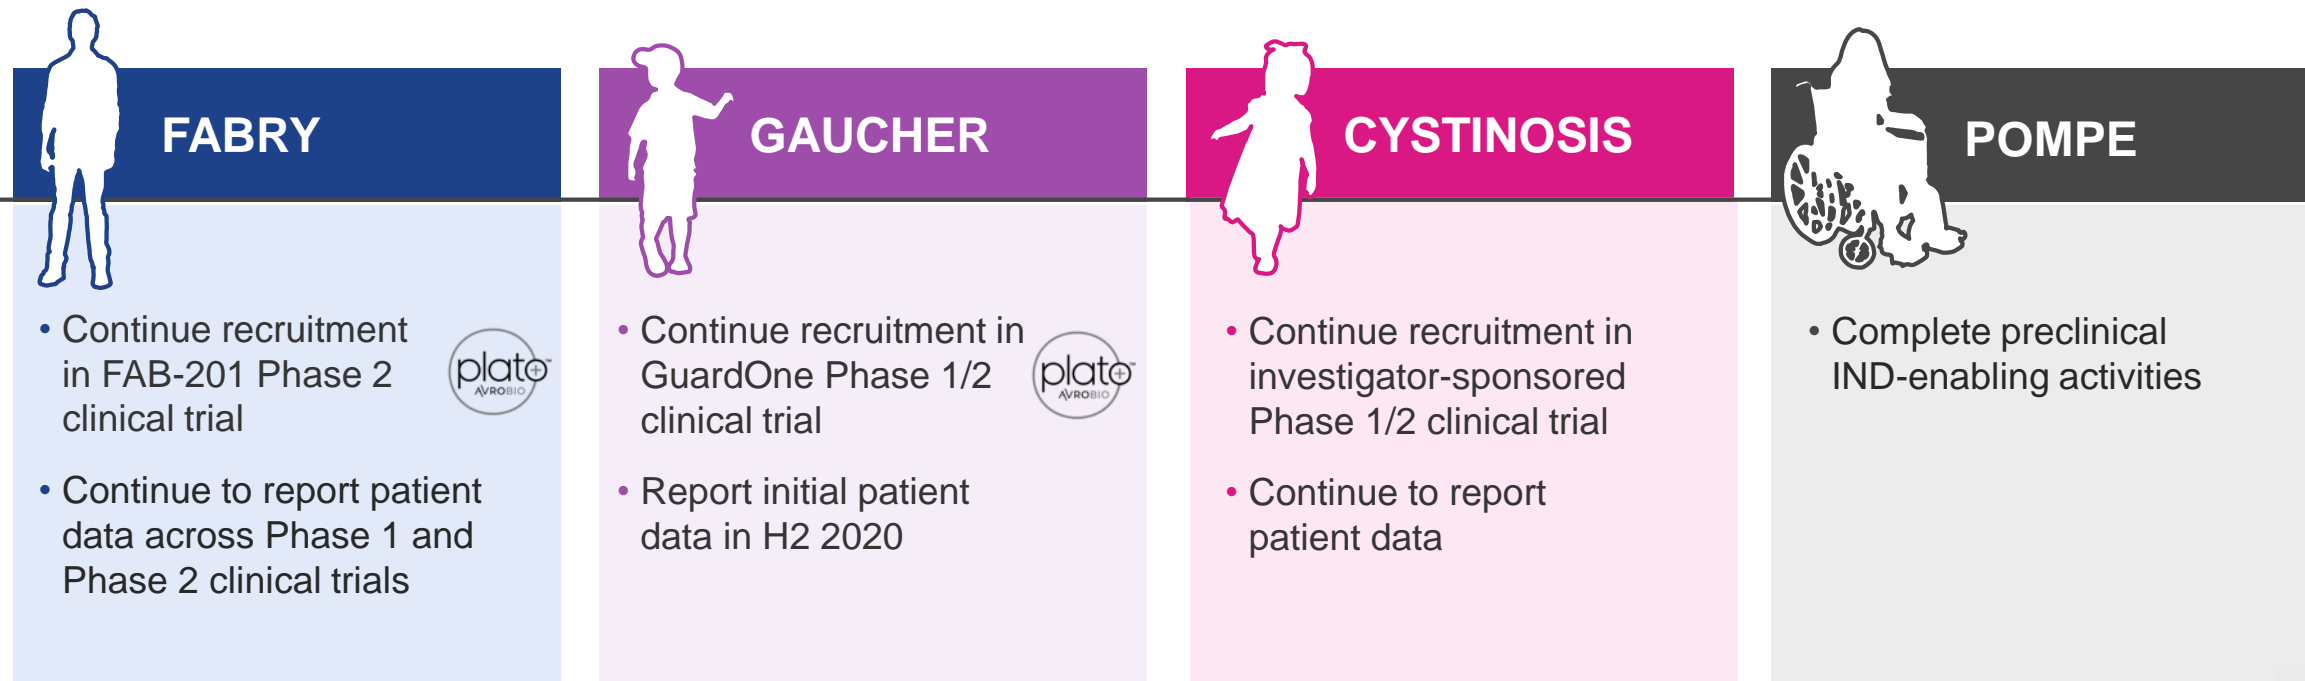 FABRY
• Continue recruitment
in FAB-201 Phase 2
clinical trial
plato™
AVROBIO
• Continue to report patient
data across Phase 1 and
Phase 2 clinical trials
GAUCHER
• Continue recruitment in
GuardOne Phase 1/2
clinical trial
plato™
AVROBIO
• Report initial patient
data in H2 2020
CYSTINOSIS
• Continue recruitment in
investigator-sponsored
Phase 1/2 clinical trial
• Continue to report
patient data
POMPE
• Complete preclinical
IND-enabling activities